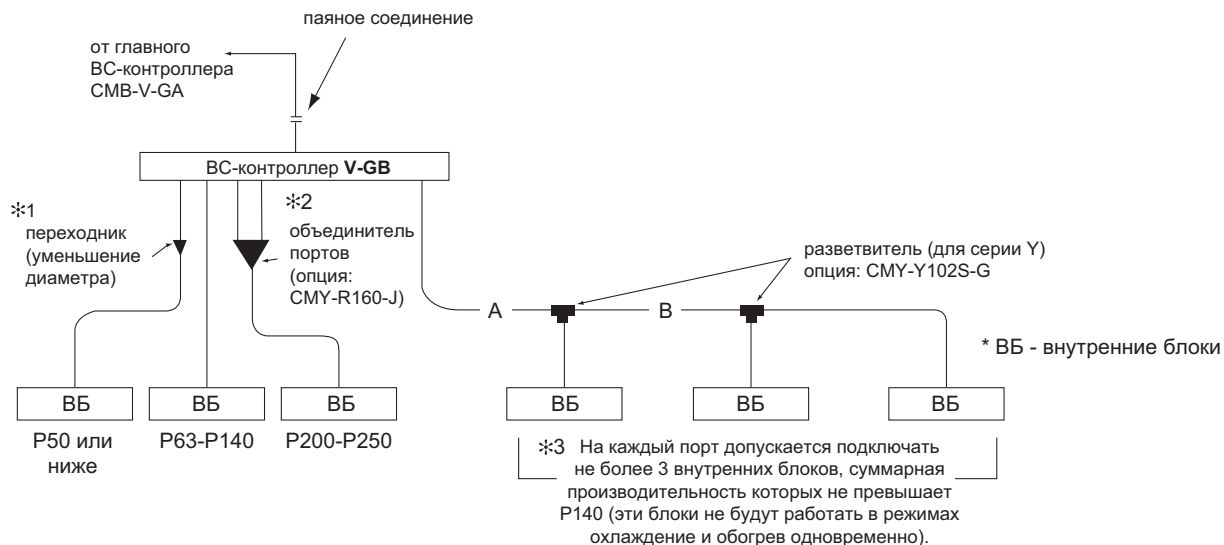 паяное соединение
от главного
ВС-контроллера
CMB-V-GA
ВС-контроллер V-GB
✻1
переходник
(уменьшение
диаметра)
✻2
объединитель
портов
(опция:
CMY-R160-J)
разветвитель (для серии Y)
опция: CMY-Y102S-G
A
B
* ВБ - внутренние блоки
ВБ
ВБ
ВБ
ВБ
ВБ
ВБ
P50 или
ниже
P63-P140
P200-P250
✻3 На каждый порт допускается подключать
не более 3 внутренних блоков, суммарная
производительность которых не превышает
P140 (эти блоки не будут работать в режимах
охлаждение и обогрев одновременно).